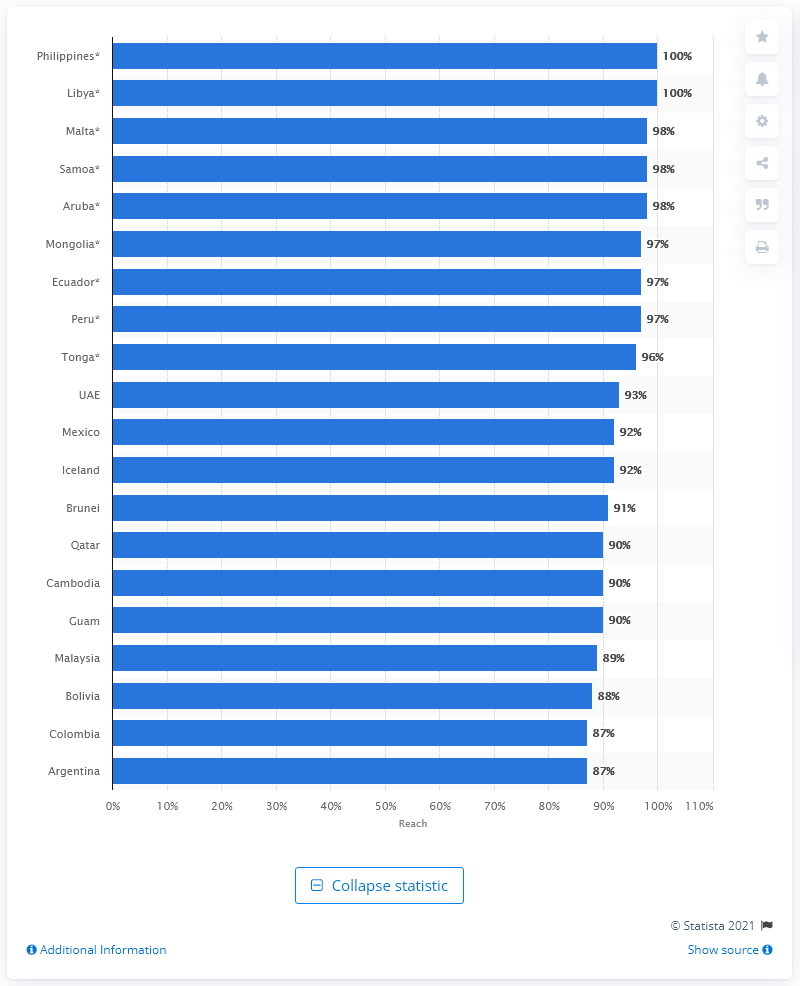 Philippines* 100%
Libya* 100%
Malta* 98%
Samoa* 98%
Aruba* 98%
Mongolia* 97%
Ecuador* 97%
Peru* 97%
Tonga* 96%
UAE 93%
Mexico 92%
Iceland 92%
Brunei 91%
Qatar 90%
Cambodia 90%
Guam 90%
Malaysia 89%
Bolivia 88%
Colombia 87%
Argentina 87%
0% 10% 20% 30% 40% 50% 60% 70% 80% 90% 100% 110%
Reach
Collapse statistic
© Statista 2021
Additional Information Show source